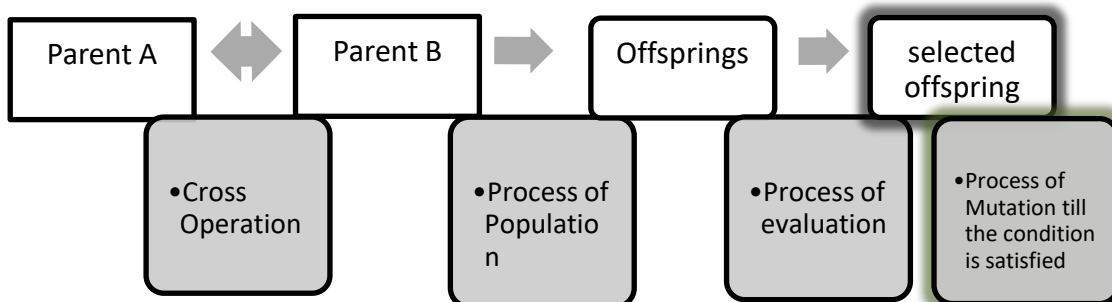 Parent A
Parent B
Offsprings
selected
offspring
•Cross
Operation
•Process of
Populatio
n
•Process of
evaluation
•Process of
Mutation till
the condition
is satisfied